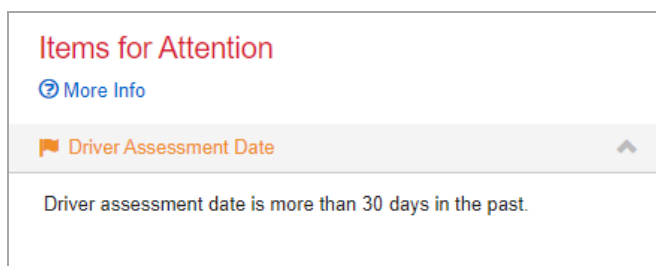 Items for Attention
More Info
Driver Assessment Date
Driver assessment date is more than 30 days in the past.